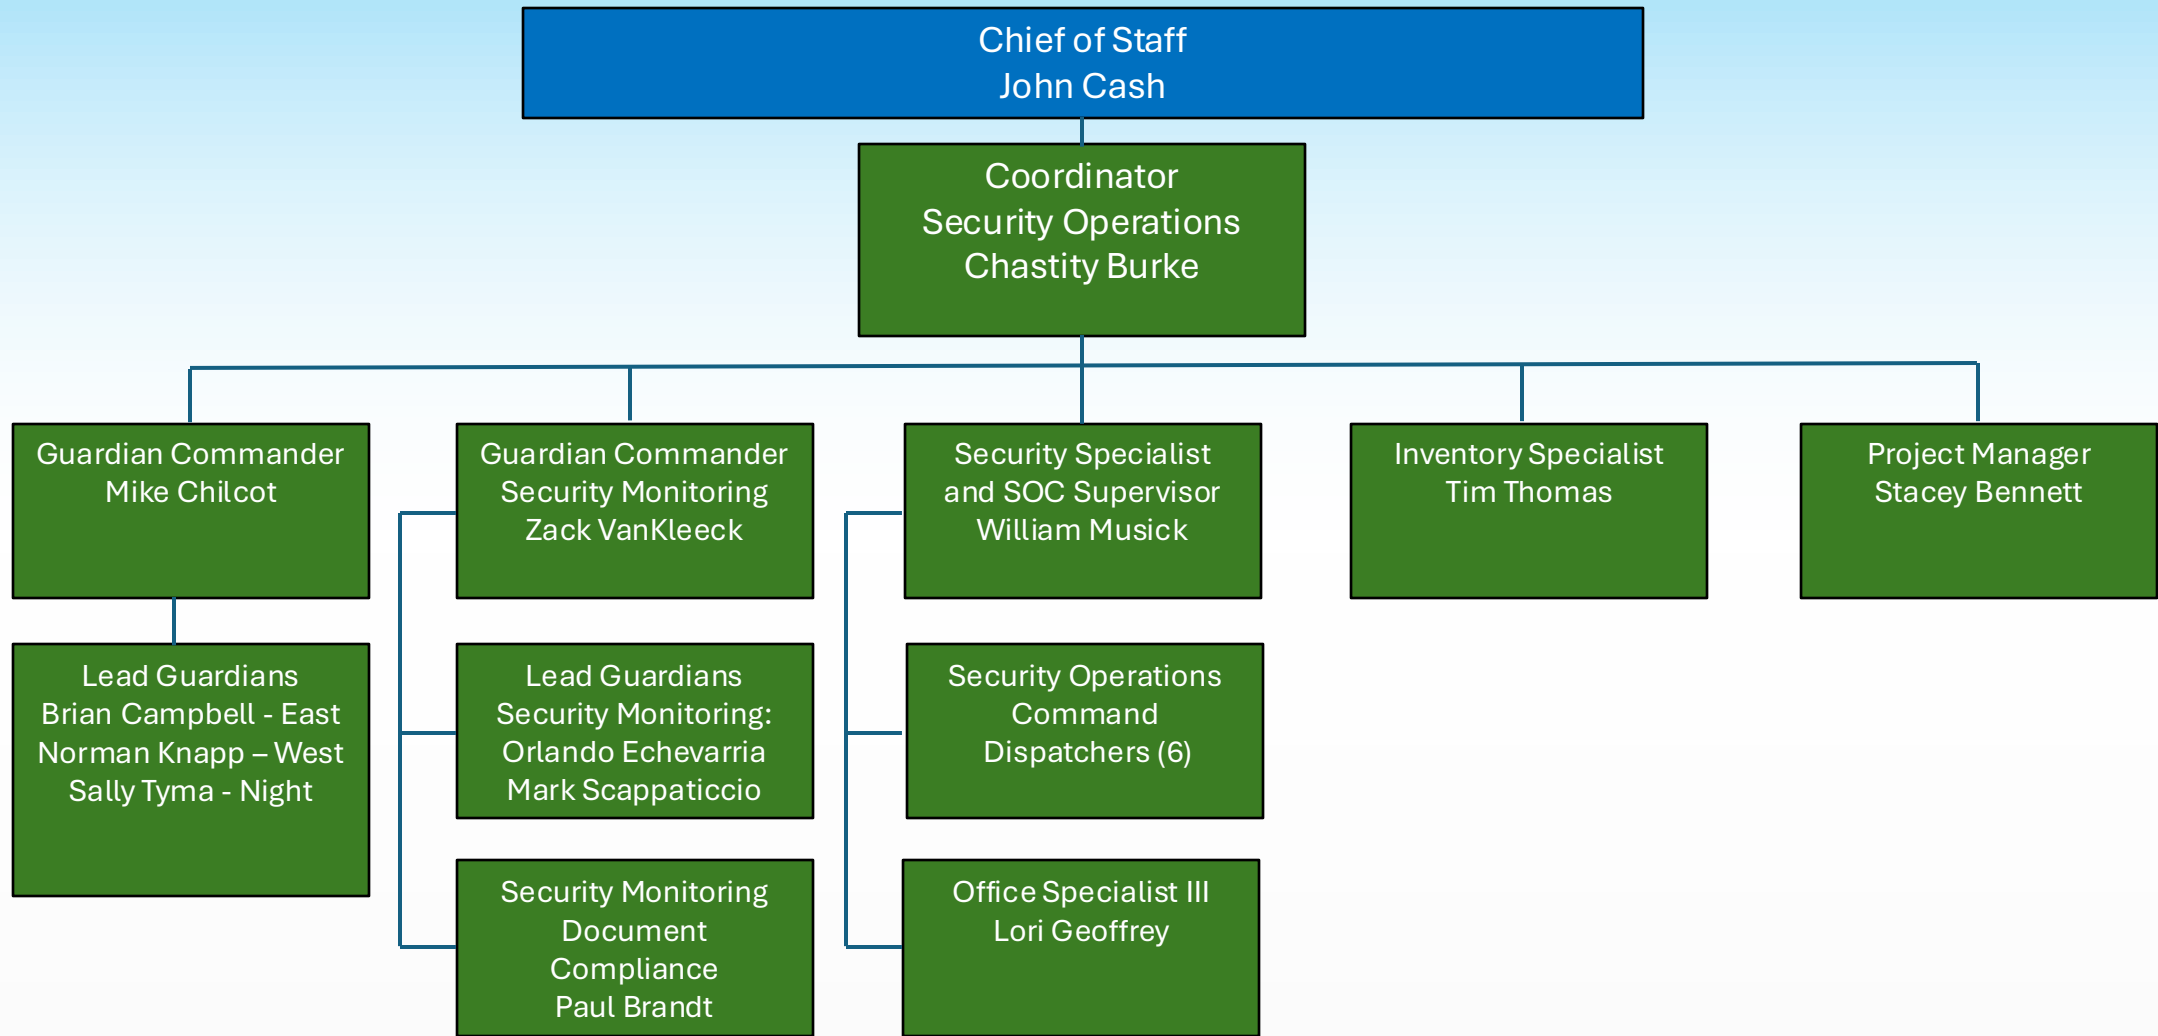 Chief of Staff
John Cash
Coordinator
Security Operations
Chastity Burke
Guardian Commander
Mike Chilcot
Guardian Commander
Security Monitoring
Zack VanKleeck
Security Specialist
and SOC Supervisor
William Musick
Inventory Specialist
Tim Thomas
Project Manager
Stacey Bennett
Lead Guardians
Brian Campbell - East
Norman Knapp – West
Sally Tyma - Night
Lead Guardians
Security Monitoring:
Orlando Echevarria
Mark Scappaticcio
Security Operations
Command
Dispatchers (6)
Security Monitoring
Document
Compliance
Paul Brandt
Office Specialist III
Lori Geoffrey